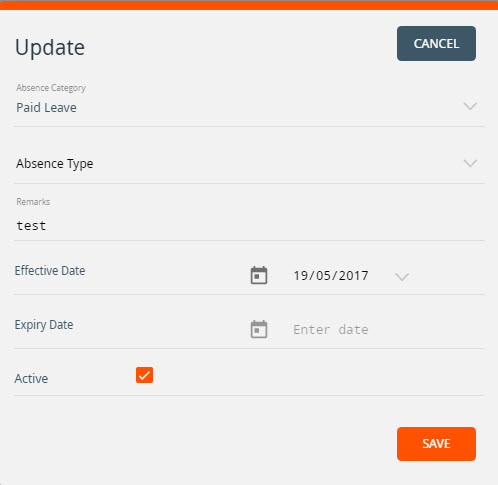 Update
CANCEL
Absence Category
Paid Leave
Absence Type
Remarks
test
Effective Date 19/05/2017
Expiry Date Enter date
Active
SAVE